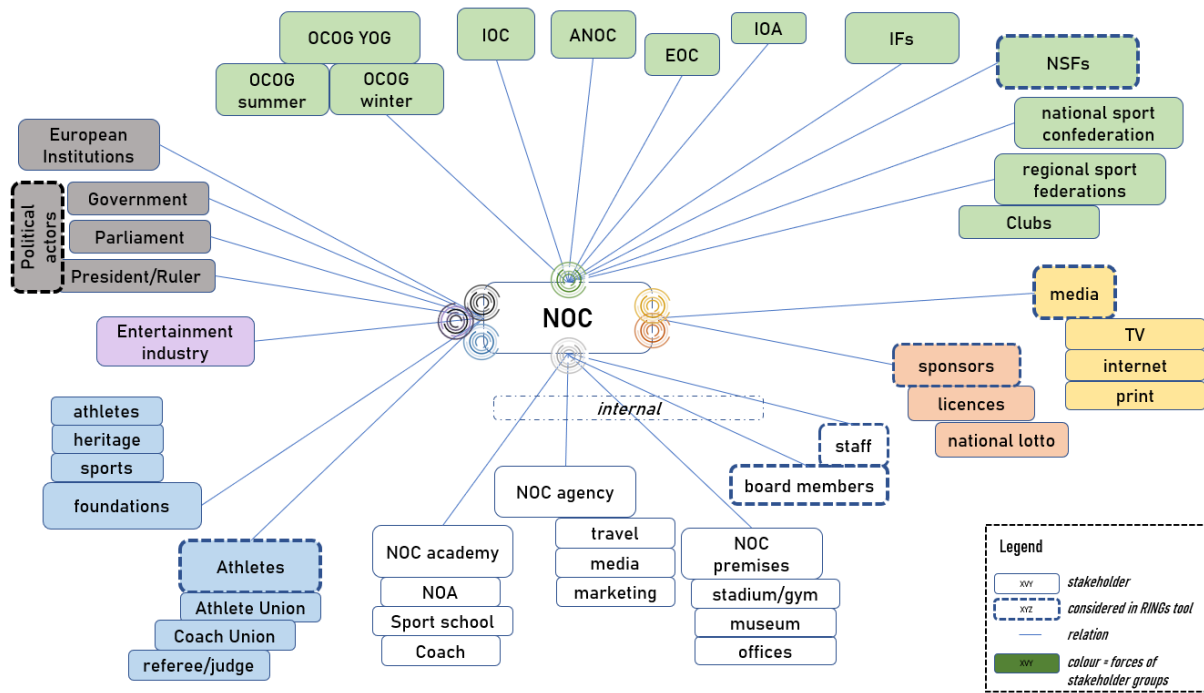 OCOG YOG
OCOG
summer
OCOG
winter
IOC
ANOC
EOC
IOA
IFs
NSFs
national sport
confederation
regional sport
federations
Clubs
European
Institutions
Political
actors
Government
Parliament
President/Ruler
Entertainment
industry
NOC
media
TV
internet
print
sponsors
licences
national lotto
internal
staff
board members
athletes
heritage
sports
foundations
Athletes
Athlete Union
Coach Union
referee/judge
NOC academy
NOA
Sport school
Coach
NOC agency
travel
media
marketing
NOC
premises
stadium/gym
museum
offices
Legend
XVY
stakeholder
XYZ
considered in RINGs tool
relation
XVY
colour = forces of
stakeholder groups